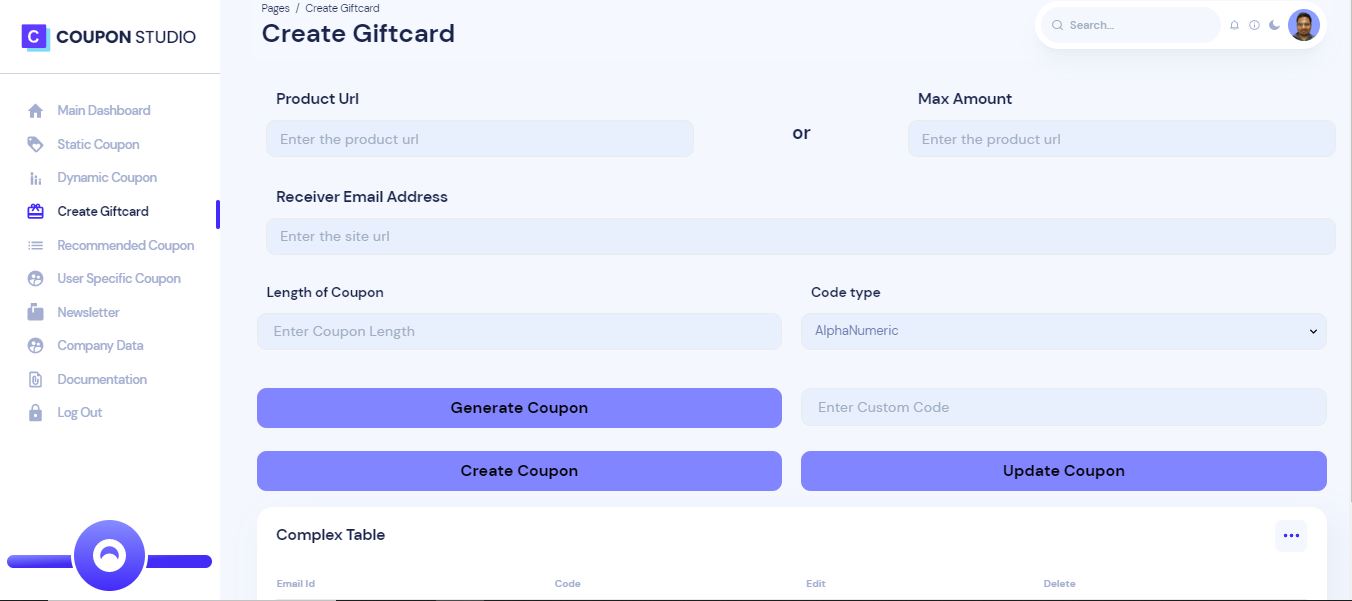 Pages / Create Giftcard
Create Giftcard
Search...
C COUPON STUDIO
Main Dashboard
Static Coupon
Dynamic Coupon
Create Giftcard
Recommended Coupon
User Specific Coupon
Newsletter
Company Data
Documentation
Log Out
Product Url
Enter the product url
or
Max Amount
Enter the product url
Receiver Email Address
Enter the site url
Length of Coupon
Enter Coupon Length
Code type
AlphaNumeric
Generate Coupon
Enter Custom Code
Create Coupon
Update Coupon
Complex Table
Email Id Code Edit Delete